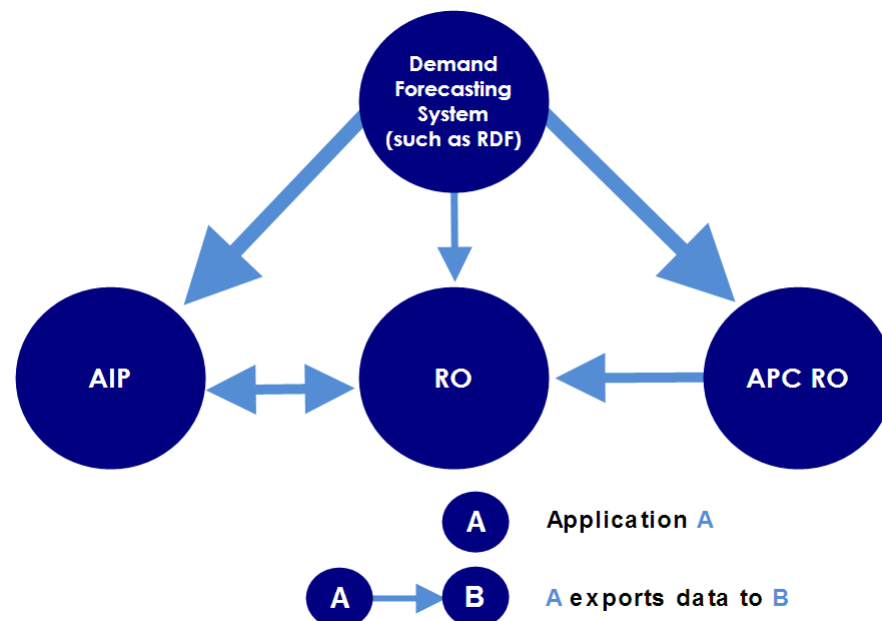 Demand
Forecasting
System
(such as RDF)
AIP
RO
APC RO
A
Application A
A
B
A exports data to B